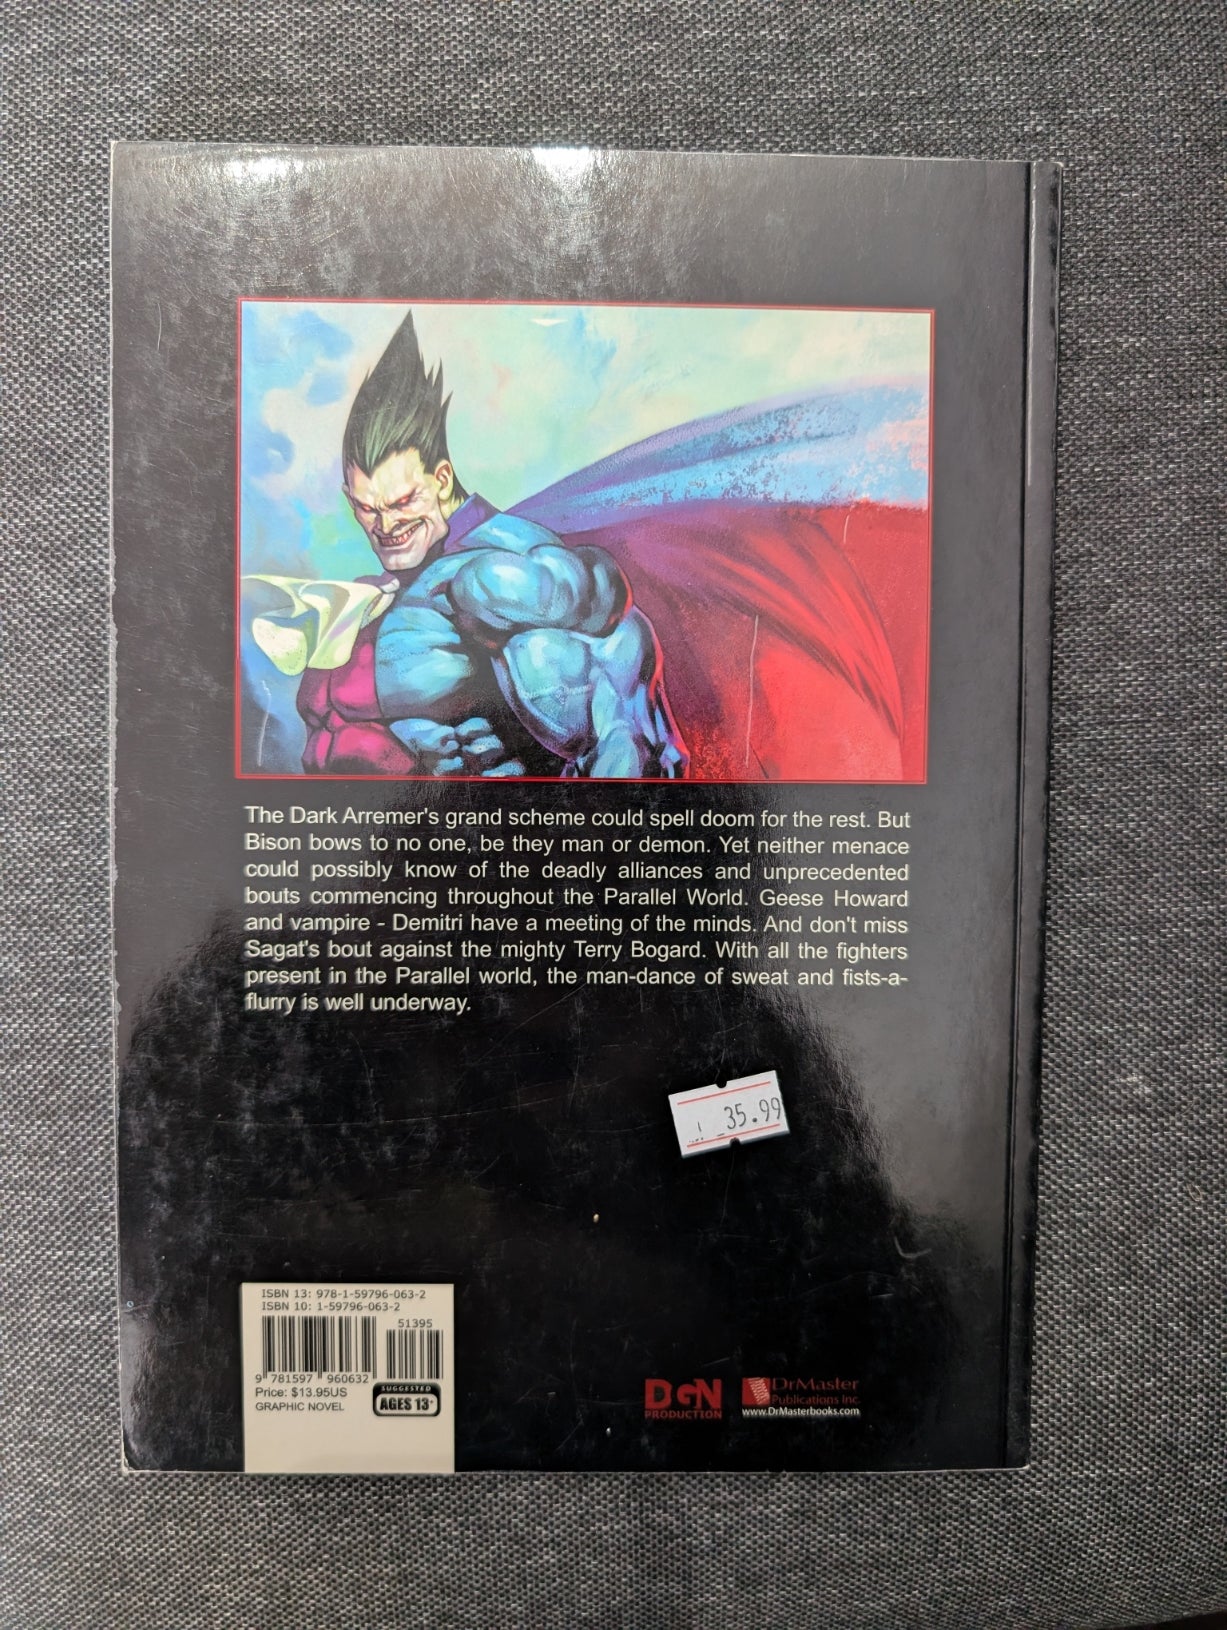 The Dark Arremer's grand scheme could spell doom for the rest. But
Bison bows to no one, be they man or demon. Yet neither menace
could possibly know of the deadly alliances and unprecedented
bouts commencing throughout the Parallel World. Geese Howard
and vampire - Demitri have a meeting of the minds. And don't miss
Sagat's bout against the mighty Terry Bogard. With all the fighters
present in the Parallel world, the man-dance of sweat and fists-a-
flurry is well underway.
35.99
ISBN 13: 978-1-59796-063-2
ISBN 10: 1-59796-063-2
51395
9 781597 960632
Price: $13.95US
GRAPHIC NOVEL
SUGGESTED
AGES 13+
DGN
PRODUCTION
DrMaster
Publications Inc.
www.DrMasterbooks.com